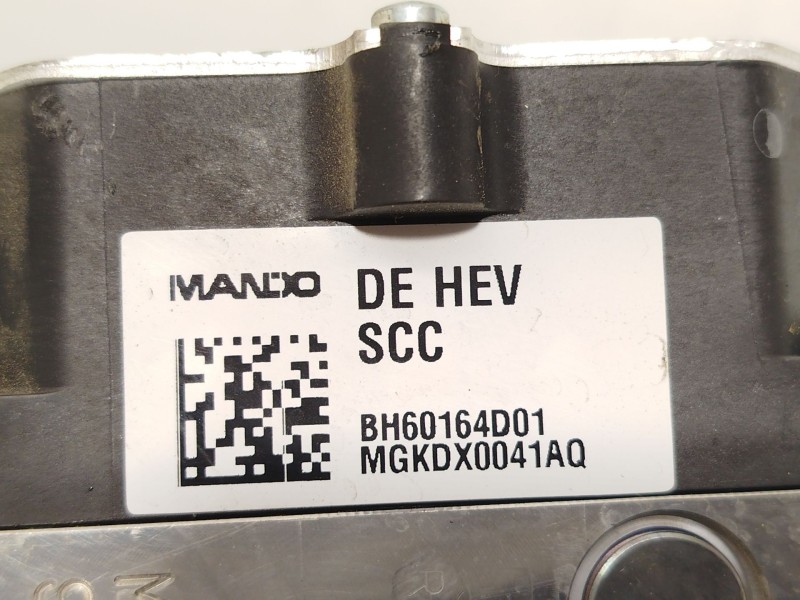 MANDO
DE HEV
SCC
BH60164D01
MGKDX0041AQ